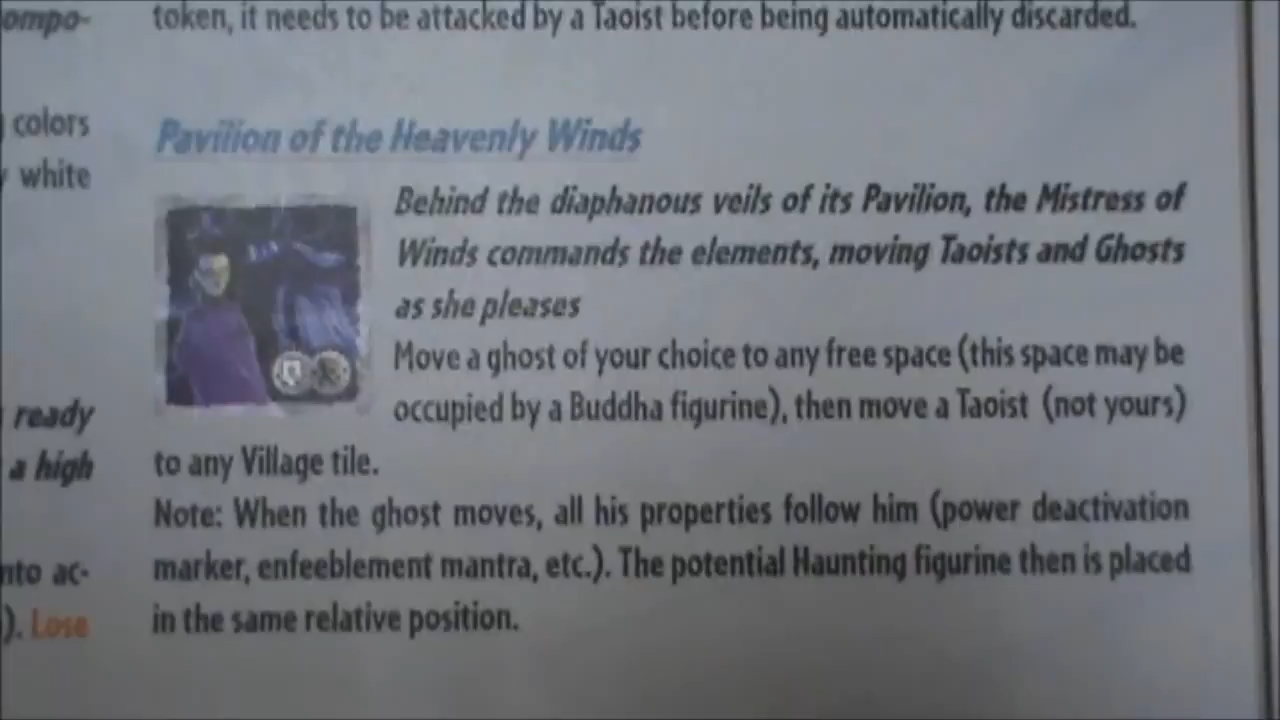 ompo-
token, it needs to be attacked by a Taoist before being automatically discarded.
colors
white
Pavilion of the Heavenly Winds
Behind the diaphanous veils of its Pavilion, the Mistress of
Winds commands the elements, moving Taoists and Ghosts
as she pleases
Move a ghost of your choice to any free space (this space may be
occupied by a Buddha figurine), then move a Taoist (not yours)
to any Village tile.
Note: When the ghost moves, all his properties follow him (power deactivation
marker, enfeeblement mantra, etc.). The potential Haunting figurine then is placed
in the same relative position.
ready
a high
nto ac-
). Lose